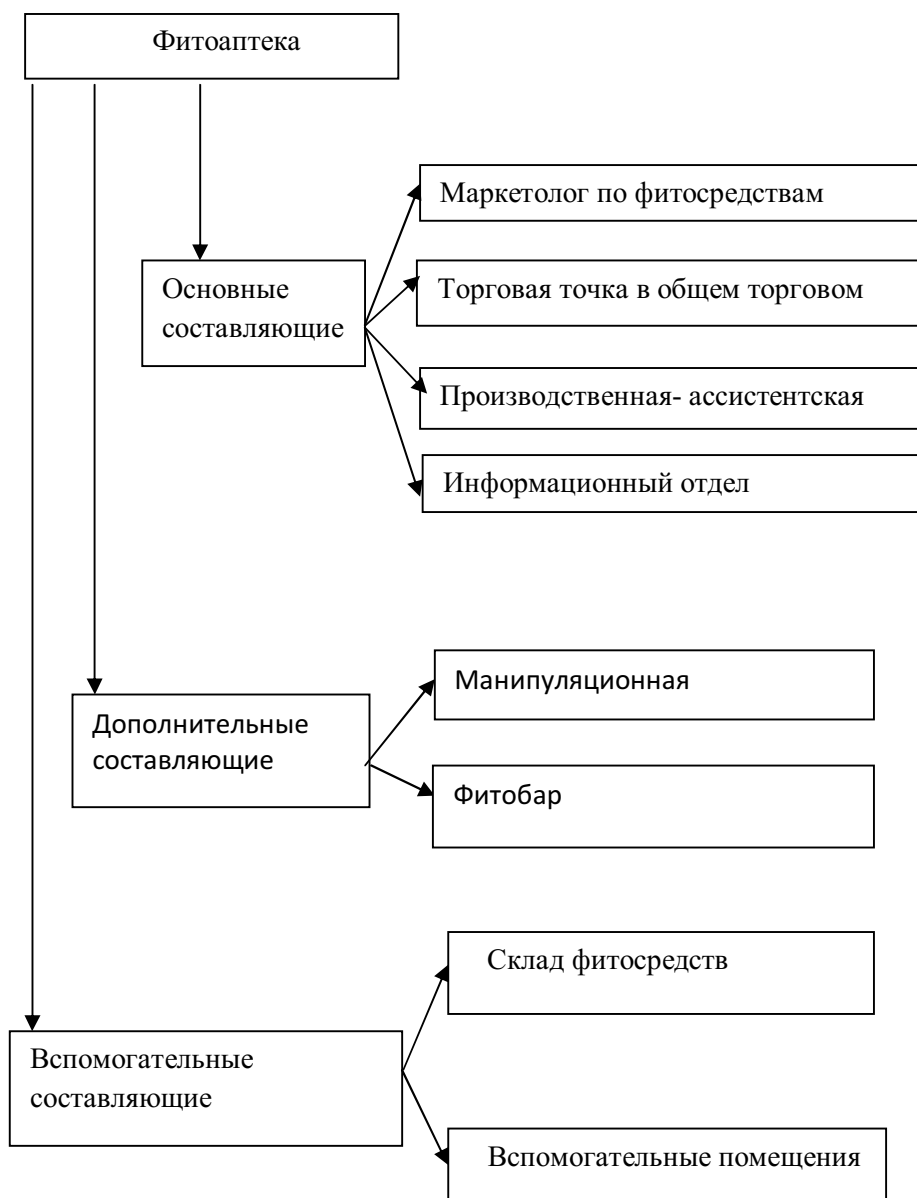 Фитоаптека
Маркетолог по фитосредствам
Основные
составляющие
Торговая точка в общем торговом
Производственная- ассистентская
Информационный отдел
Манипуляционная
Дополнительные
составляющие
Фитобар
Склад фитосредств
Вспомогательные
составляющие
Вспомогательные помещения